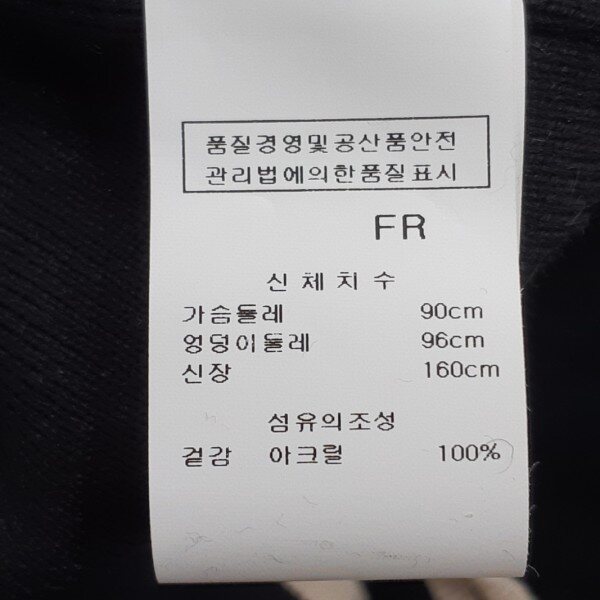 품질경영및공산품안전
관리법에의한품질표시
FR
신체치수
가슴둘레 90cm
엉덩이둘레 96cm
신장 160cm
섬유의조성
겉감 아크릴 100%